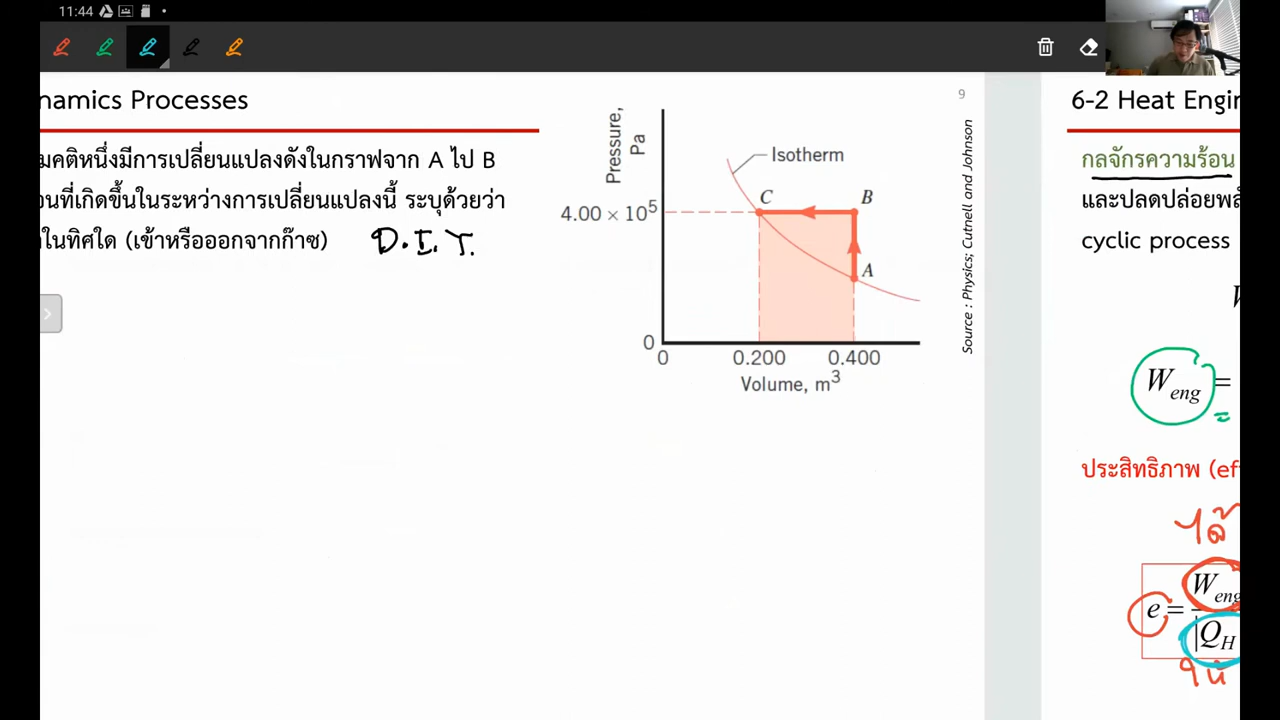 11:44
9
namics Processes
มคติหนึ่งมีการเปลี่ยนแปลงดังในกราฟจาก A ไป B
อนที่เกิดขึ้นในระหว่างการเปลี่ยนแปลงนี้ ระบุด้วยว่า
ในทิศใด (เข้าหรือออกจากก๊าซ) D.I.Y.
Pressure, Pa
Isotherm
C
B
4.00 × 10⁵
A
0
0
0.200
0.400
Volume, m³
Source : Physics; Cutnell and Johnson
6-2 Heat Engi
กลจักรความร้อน
และปลดปล่อยพลั
cyclic process
W
W_eng =
ประสิทธิภาพ (ef
ได้
e = W_eng
|Q_H
ให้